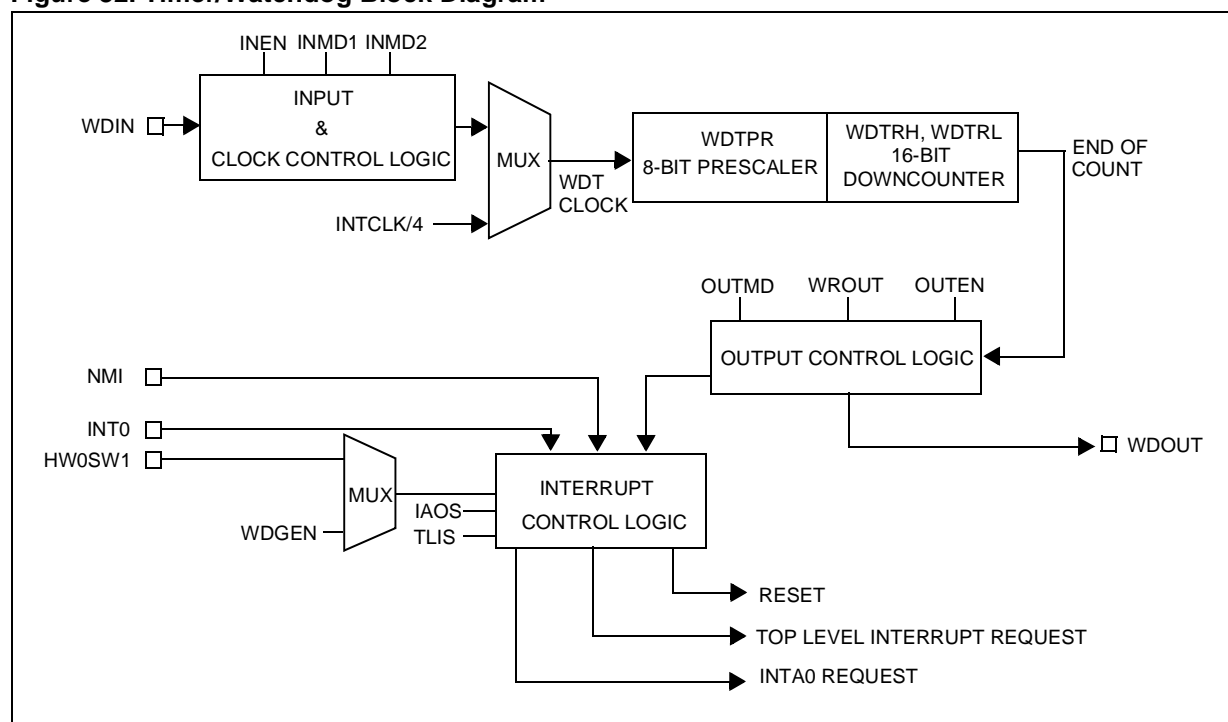 INEN INMD1 INMD2
INPUT
&
CLOCK CONTROL LOGIC
WDIN
MUX
INTCLK/4
WDT
CLOCK
WDTPR
8-BIT PRESCALER
WDTRH, WDTRL
16-BIT
DOWNCOUNTER
END OF
COUNT
OUTMD WROUT OUTEN
OUTPUT CONTROL LOGIC
NMI
INT0
HW0SW1
MUX
WDGEN
IAOS
TLIS
INTERRUPT
CONTROL LOGIC
WDOUT
RESET
TOP LEVEL INTERRUPT REQUEST
INTA0 REQUEST